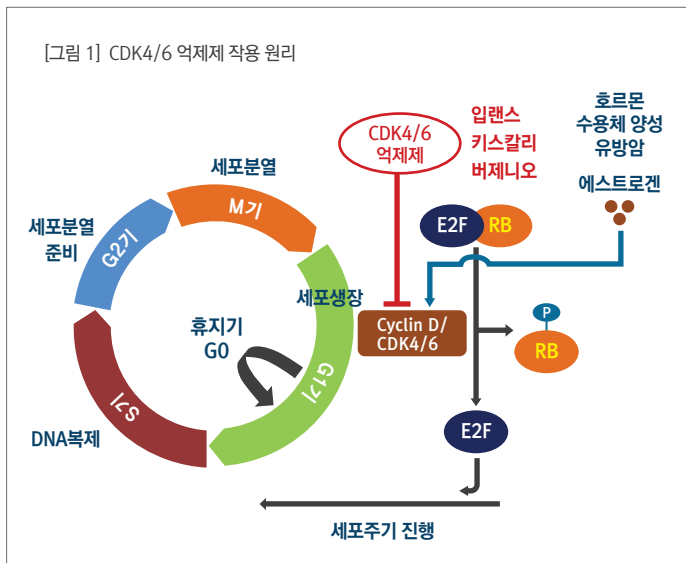 [그림 1] CDK4/6 억제제 작용 원리
호르몬
수용체 양성
유방암
에스트로겐
CDK4/6
억제제
입랜스
키스칼리
버제니오
세포분열
M기
세포분열
준비
G2기
E2F
RB
세포생장
휴지기
G0
G1기
Cyclin D/
CDK4/6
P
RB
S기
DNA복제
E2F
세포주기 진행